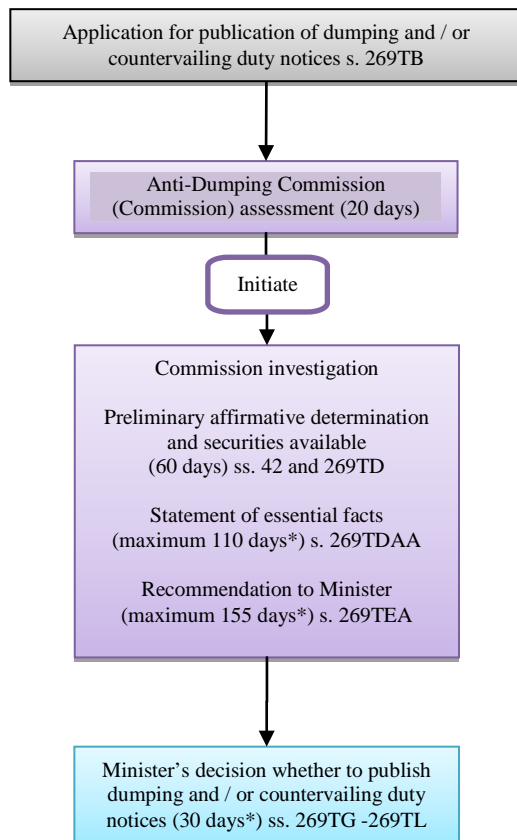 Application for publication of dumping and / or
countervailing duty notices s. 269TB
Anti-Dumping Commission
(Commission) assessment (20 days)
Initiate
Commission investigation
Preliminary affirmative determination
and securities available
(60 days) ss. 42 and 269TD
Statement of essential facts
(maximum 110 days*) s. 269TDAA
Recommendation to Minister
(maximum 155 days*) s. 269TEA
Minister’s decision whether to publish
dumping and / or countervailing duty
notices (30 days*) ss. 269TG -269TL